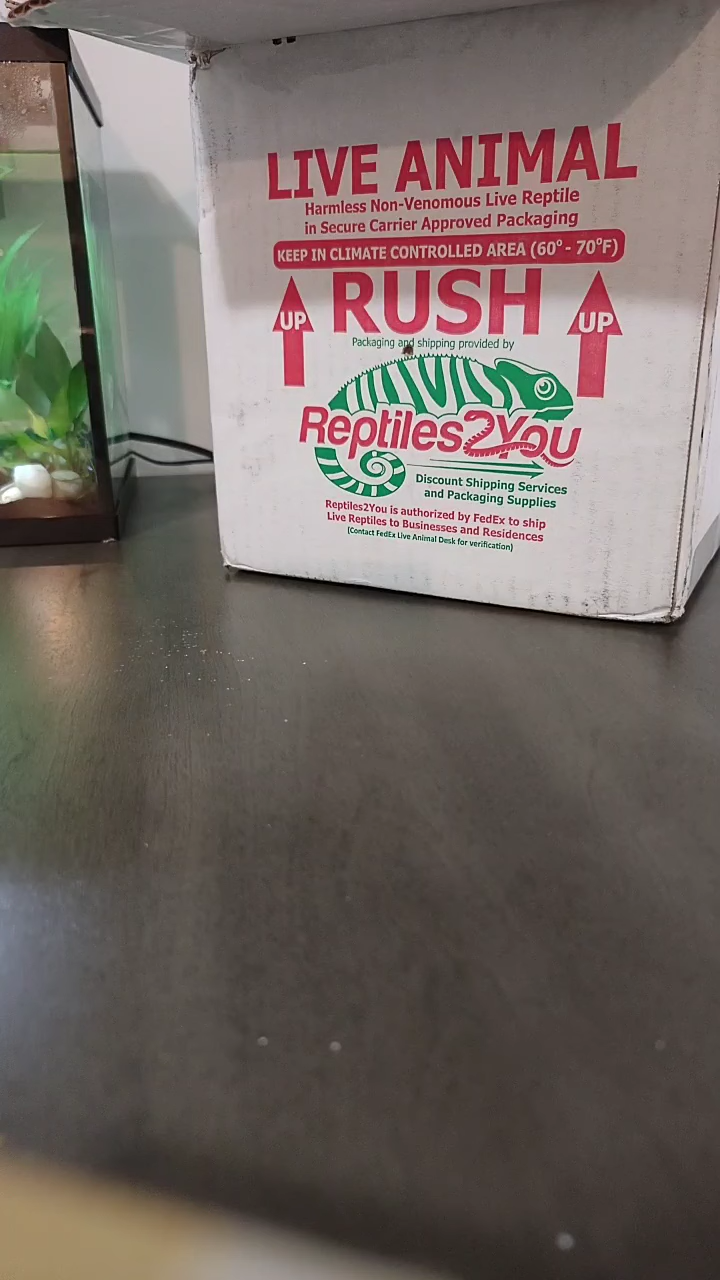 LIVE ANIMAL
Harmless Non-Venomous Live Reptile
in Secure Carrier Approved Packaging
KEEP IN CLIMATE CONTROLLED AREA (60° - 70°F)
UP
RUSH
UP
Packaging and shipping provided by
Reptiles2You
Discount Shipping Services
and Packaging Supplies
Reptiles2You is authorized by FedEx to ship
Live Reptiles to Businesses and Residences
(Contact FedEx Live Animal Desk for verification)